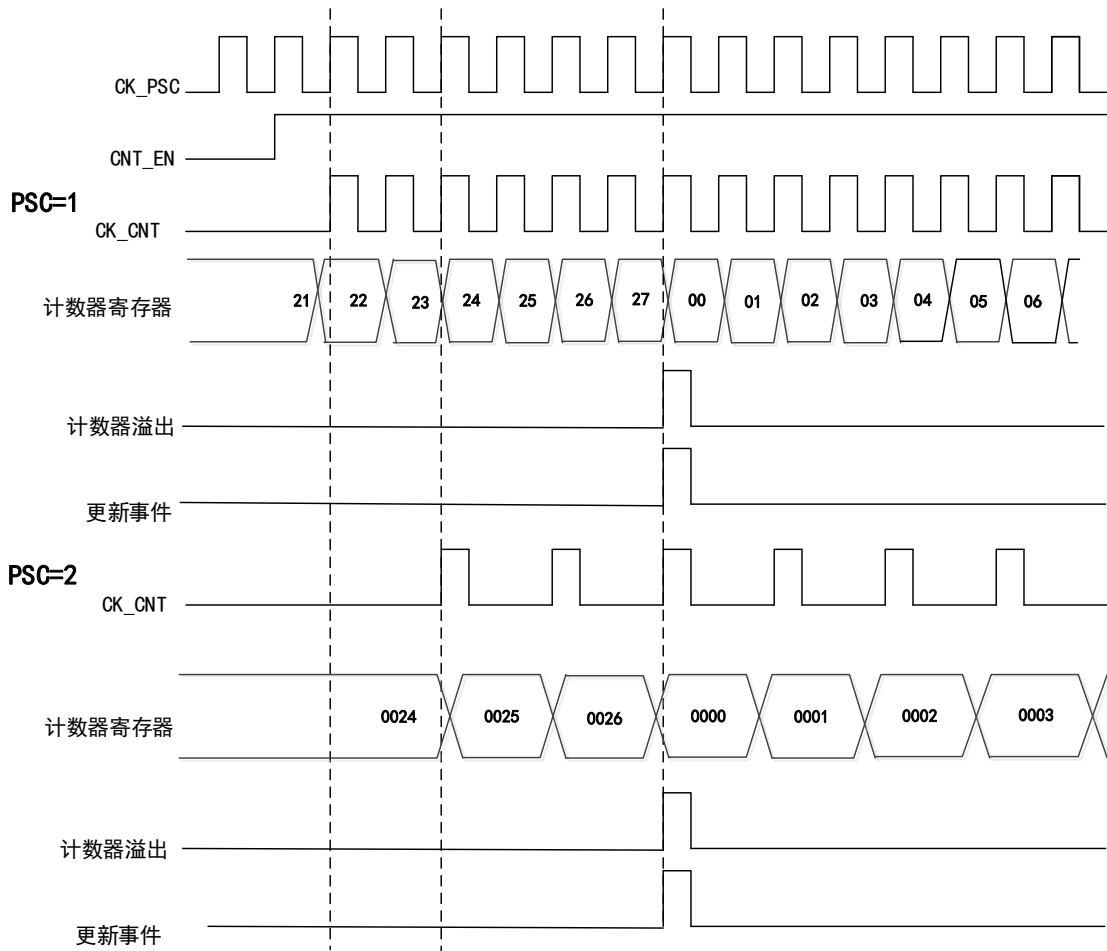 CK_PSC
CNT_EN
PSC=1
CK_CNT
计数器寄存器 21 22 23 24 25 26 27 00 01 02 03 04 05 06
计数器溢出
更新事件
PSC=2
CK_CNT
计数器寄存器 0024 0025 0026 0000 0001 0002 0003
计数器溢出
更新事件